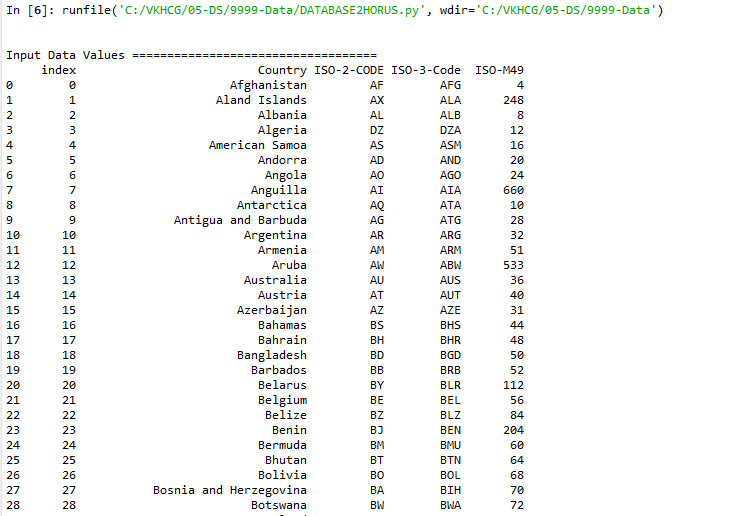 In [6]: runfile('C:/VKHCG/05-DS/9999-Data/DATABASE2HORUS.py', wdir='C:/VKHCG/05-DS/9999-Data')
Input Data Values ===================================
index Country ISO-2-CODE ISO-3-Code ISO-M49
0 0 Afghanistan AF AFG 4
1 1 Aland Islands AX ALA 248
2 2 Albania AL ALB 8
3 3 Algeria DZ DZA 12
4 4 American Samoa AS ASM 16
5 5 Andorra AD AND 20
6 6 Angola AO AGO 24
7 7 Anguilla AI AIA 660
8 8 Antarctica AQ ATA 10
9 9 Antigua and Barbuda AG ATG 28
10 10 Argentina AR ARG 32
11 11 Armenia AM ARM 51
12 12 Aruba AW ABW 533
13 13 Australia AU AUS 36
14 14 Austria AT AUT 40
15 15 Azerbaijan AZ AZE 31
16 16 Bahamas BS BHS 44
17 17 Bahrain BH BHR 48
18 18 Bangladesh BD BGD 50
19 19 Barbados BB BRB 52
20 20 Belarus BY BLR 112
21 21 Belgium BE BEL 56
22 22 Belize BZ BLZ 84
23 23 Benin BJ BEN 204
24 24 Bermuda BM BMU 60
25 25 Bhutan BT BTN 64
26 26 Bolivia BO BOL 68
27 27 Bosnia and Herzegovina BA BIH 70
28 28 Botswana BW BWA 72